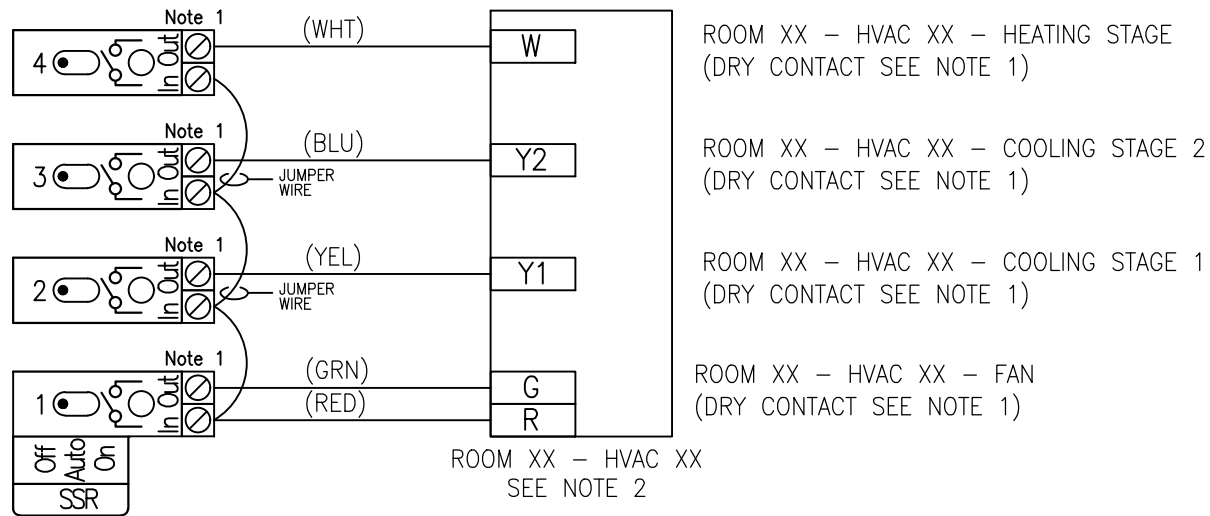 Note 1
4
Out
In
(WHT)
W
ROOM XX – HVAC XX – HEATING STAGE
(DRY CONTACT SEE NOTE 1)
Note 1
3
Out
In
(BLU)
Y2
JUMPER
WIRE
ROOM XX – HVAC XX – COOLING STAGE 2
(DRY CONTACT SEE NOTE 1)
Note 1
2
Out
In
(YEL)
Y1
JUMPER
WIRE
ROOM XX – HVAC XX – COOLING STAGE 1
(DRY CONTACT SEE NOTE 1)
Note 1
1
Out
In
(GRN)
G
(RED)
R
ROOM XX – HVAC XX – FAN
(DRY CONTACT SEE NOTE 1)
Off
Auto
On
SSR
ROOM XX – HVAC XX
SEE NOTE 2